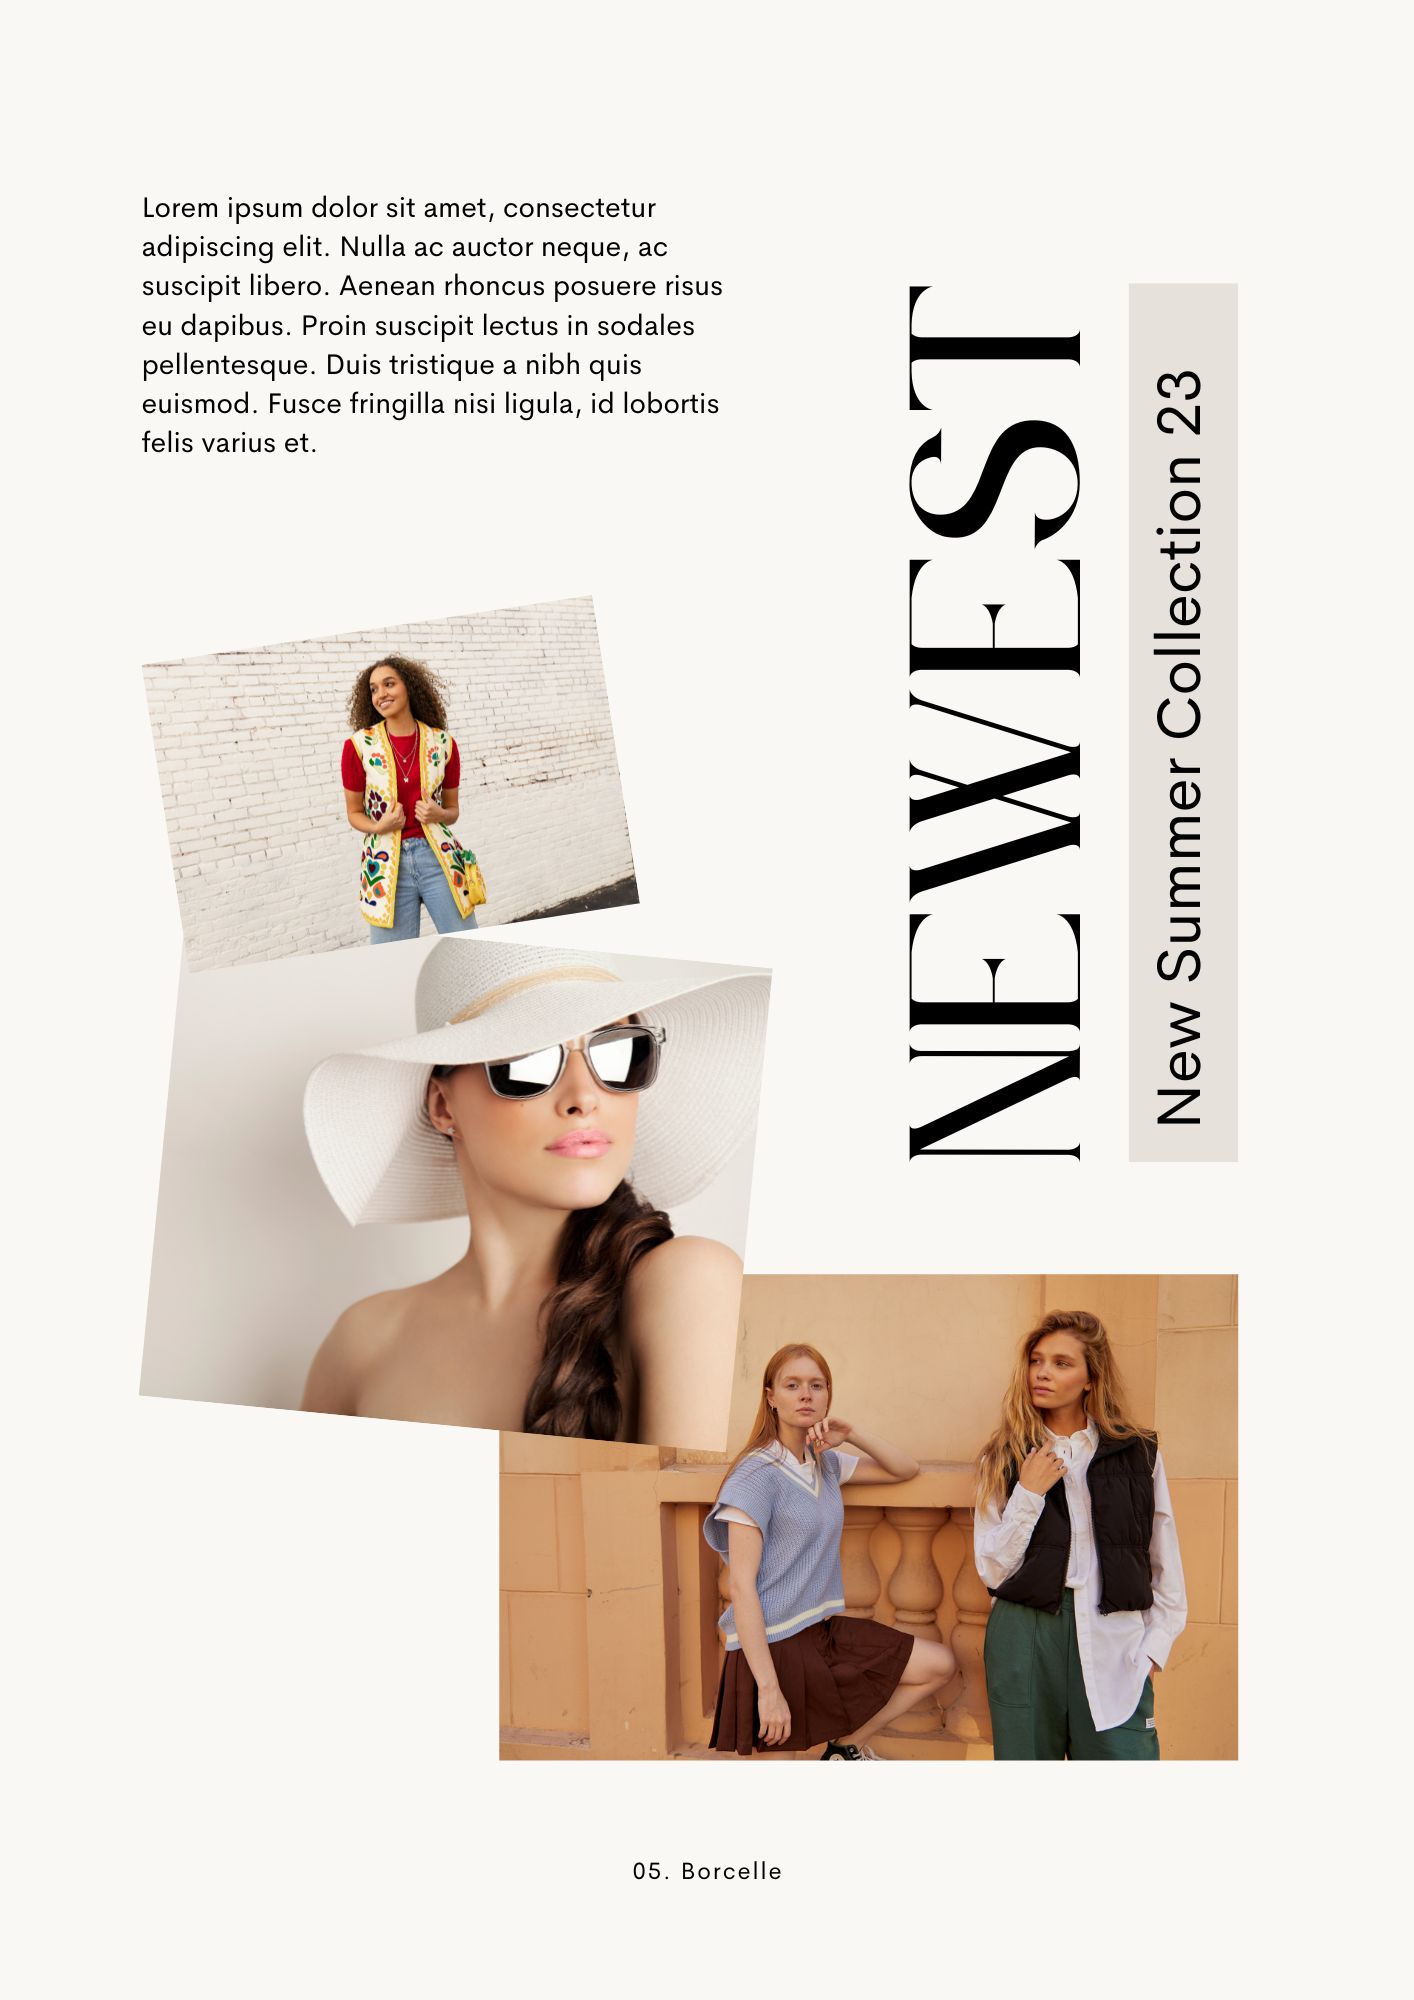 Lorem ipsum dolor sit amet, consectetur
adipiscing elit. Nulla ac auctor neque, ac
suscipit libero. Aenean rhoncus posuere risus
eu dapibus. Proin suscipit lectus in sodales
pellentesque. Duis tristique a nibh quis
euismod. Fusce fringilla nisi ligula, id lobortis
felis varius et.
NEWEST
New Summer Collection 23
05. Borcelle